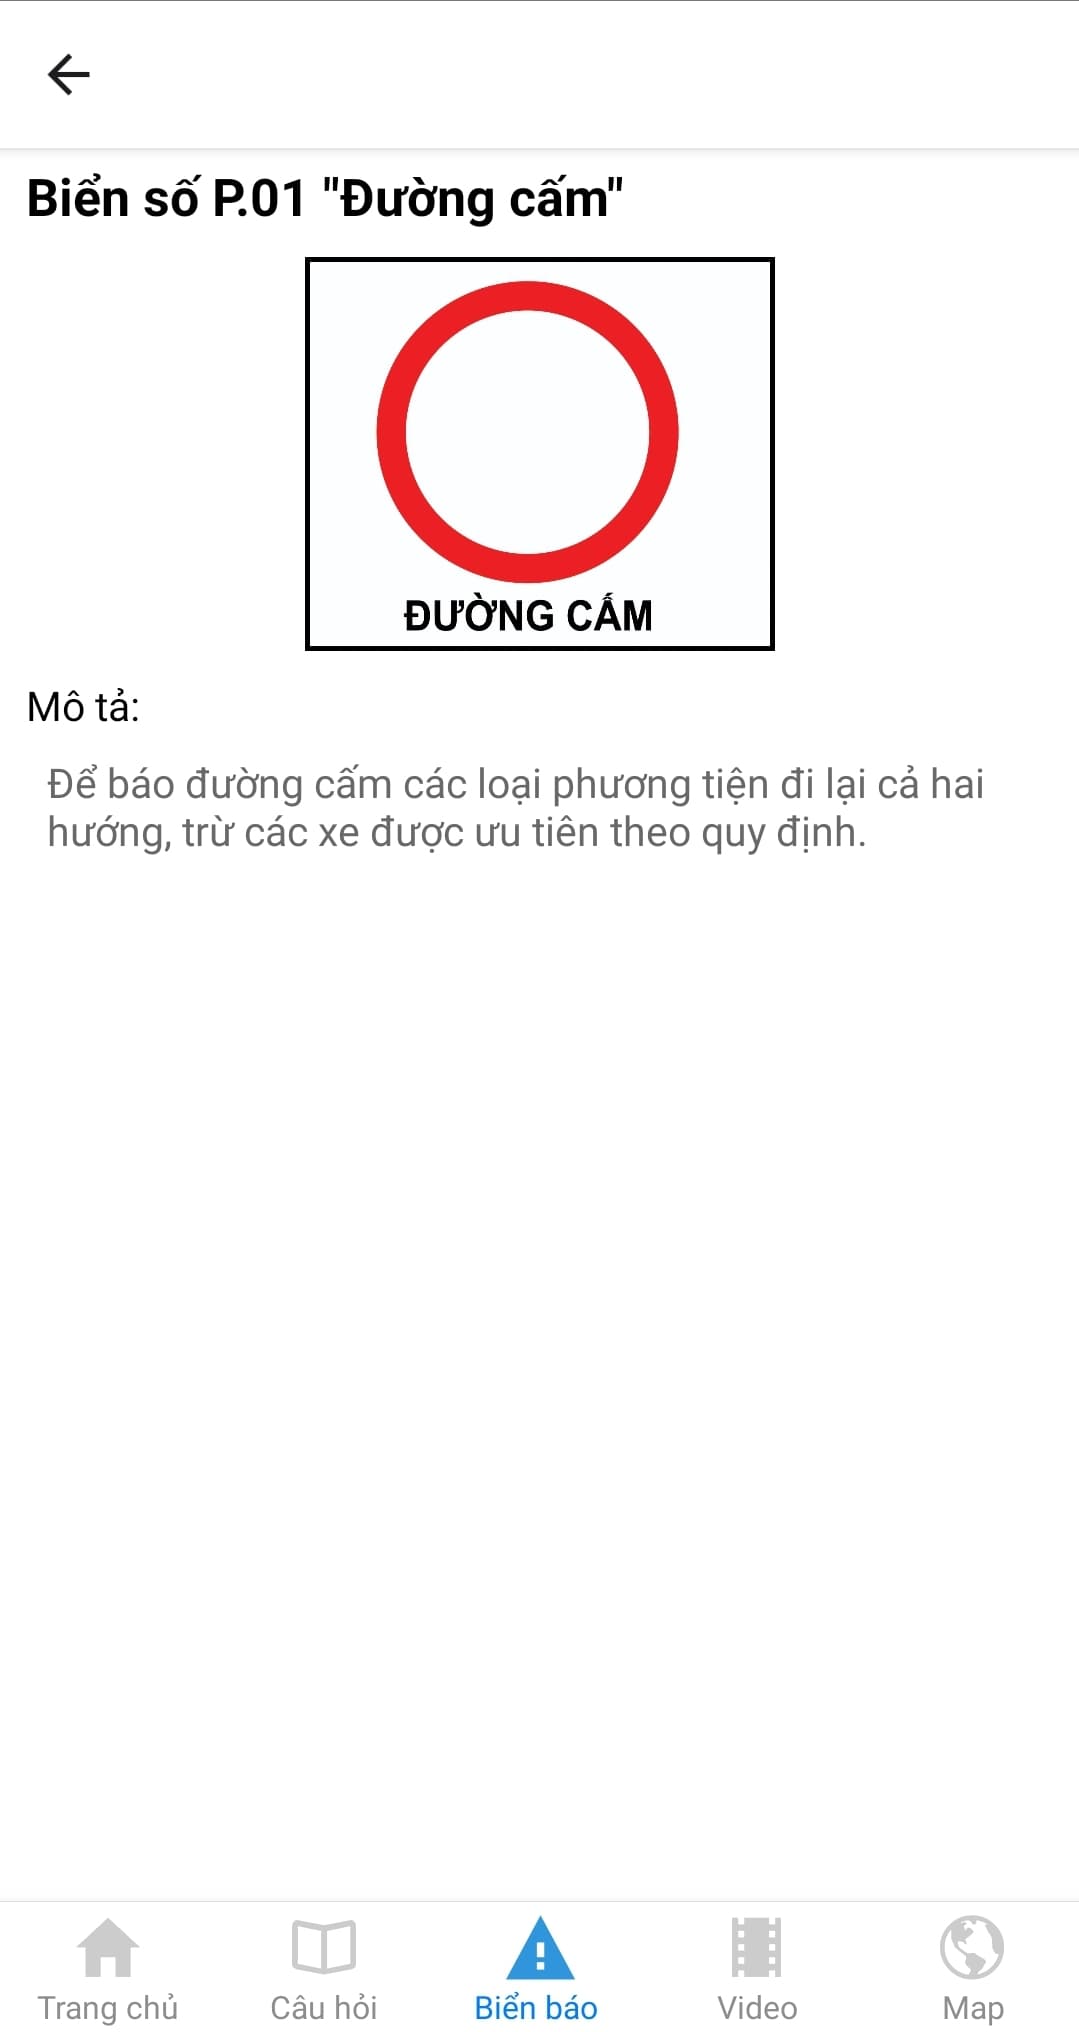 Biển số P.01 "Đường cấm"
ĐƯỜNG CẤM
Mô tả:
Để báo đường cấm các loại phương tiện đi lại cả hai
hướng, trừ các xe được ưu tiên theo quy định.
Trang chủ
Câu hỏi
Biển báo
Video
Map